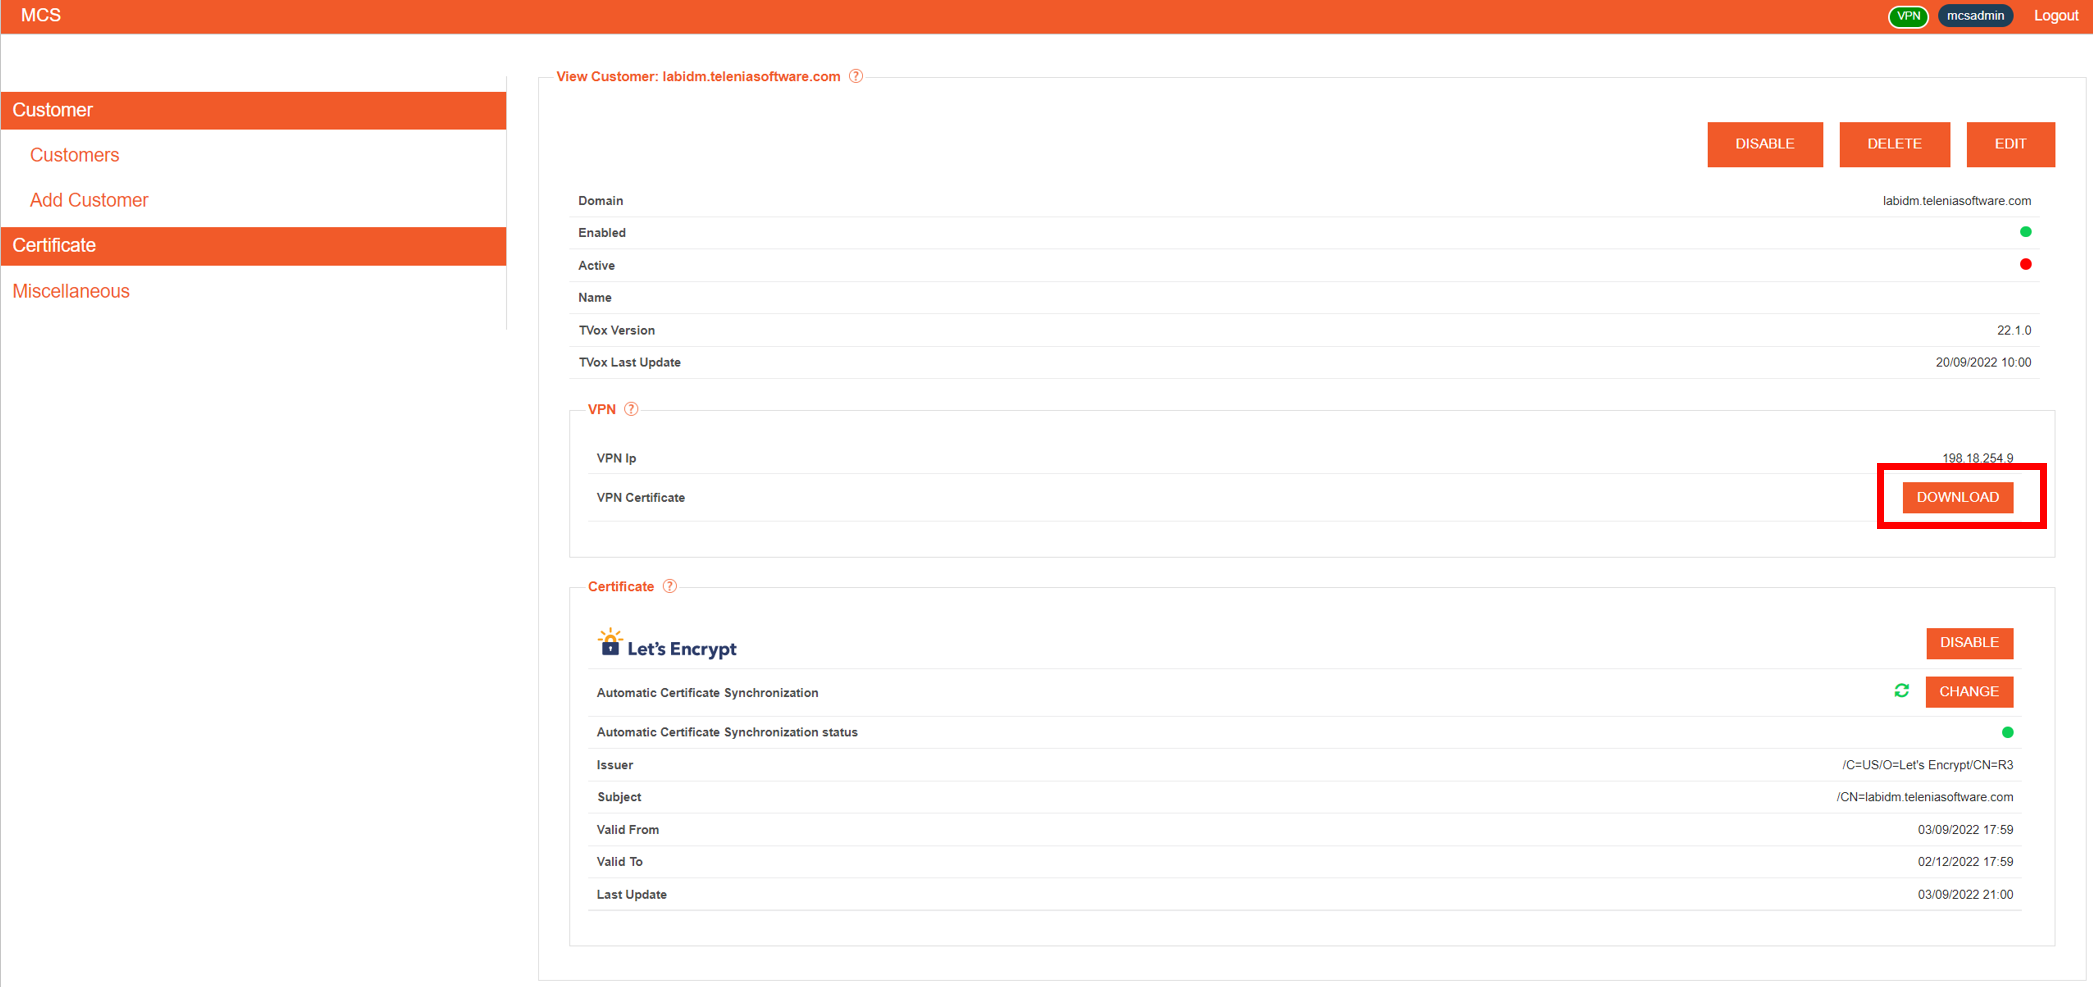 MCS
VPN mcsadmin Logout
Customer
Customers
Add Customer
Certificate
Miscellaneous
View Customer: labidm.teleniasoftware.com ?
DISABLE DELETE EDIT
Domain labidm.teleniasoftware.com
Enabled
Active
Name
TVox Version 22.1.0
TVox Last Update 20/09/2022 10:00
VPN ?
VPN Ip 198.18.254.9
VPN Certificate DOWNLOAD
Certificate ?
Let's Encrypt DISABLE
Automatic Certificate Synchronization CHANGE
Automatic Certificate Synchronization status
Issuer /C=US/O=Let's Encrypt/CN=R3
Subject /CN=labidm.teleniasoftware.com
Valid From 03/09/2022 17:59
Valid To 02/12/2022 17:59
Last Update 03/09/2022 21:00